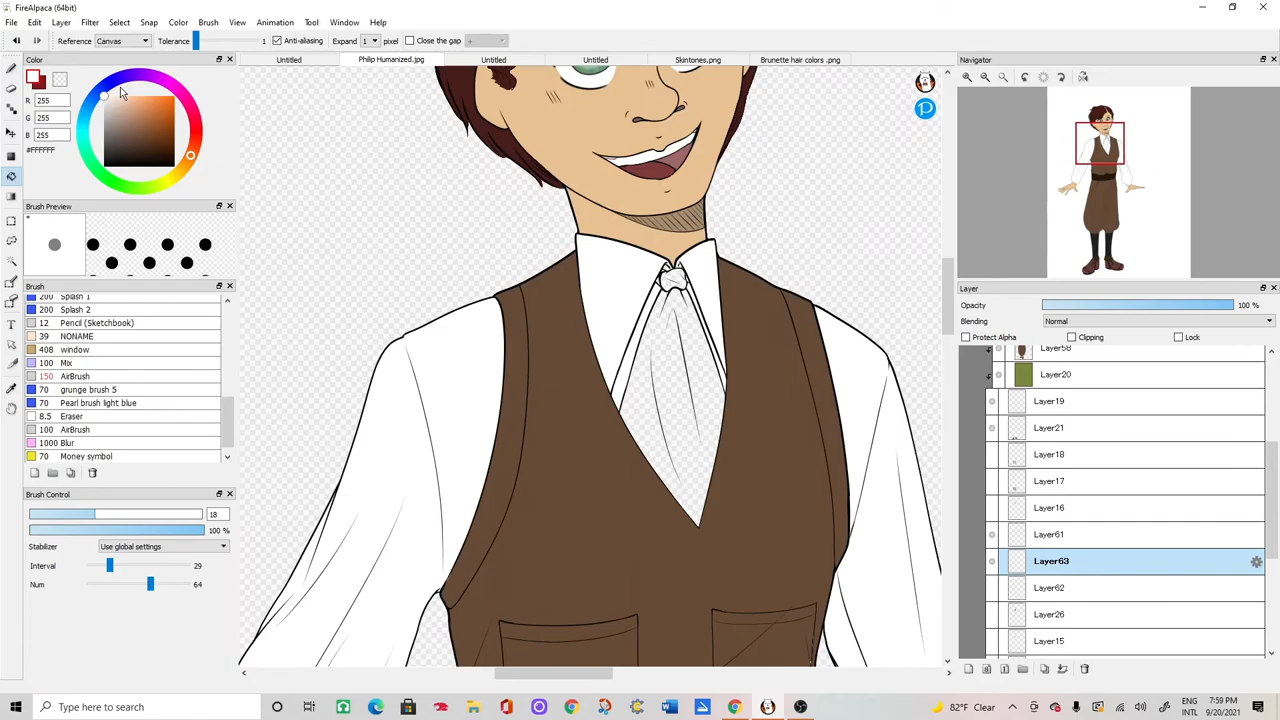 FireAlpaca (64bit)
File Edit Layer Filter Select Snap Color Brush View Animation Tool Window Help
Reference Canvas Tolerance 1 Anti-aliasing Expand 1 pixel Close the gap
Color
Untitled Philip Humanized.jpg Untitled Untitled Skintones.png Brunette hair colors .png
Navigator
R 255
G 255
B 255
#FFFFFF
Brush Preview
Brush
200 Splash 1
200 Splash 2
12 Pencil (Sketchbook)
39 NONAME
408 window
100 Mix
150 AirBrush
70 grunge brush 5
70 Pearl brush light blue
8.5 Eraser
100 AirBrush
1000 Blur
70 Money symbol
Brush Control
18
100 %
Stabilizer Use global settings
Interval 29
Num 64
Layer
Opacity 100 %
Blending Normal
Protect Alpha Clipping Lock
Layer58
Layer20
Layer19
Layer21
Layer18
Layer17
Layer16
Layer61
Layer63
Layer62
Layer26
Layer15
Type here to search
82°F Clear
ENG
INTL
7:59 PM
9/20/2021